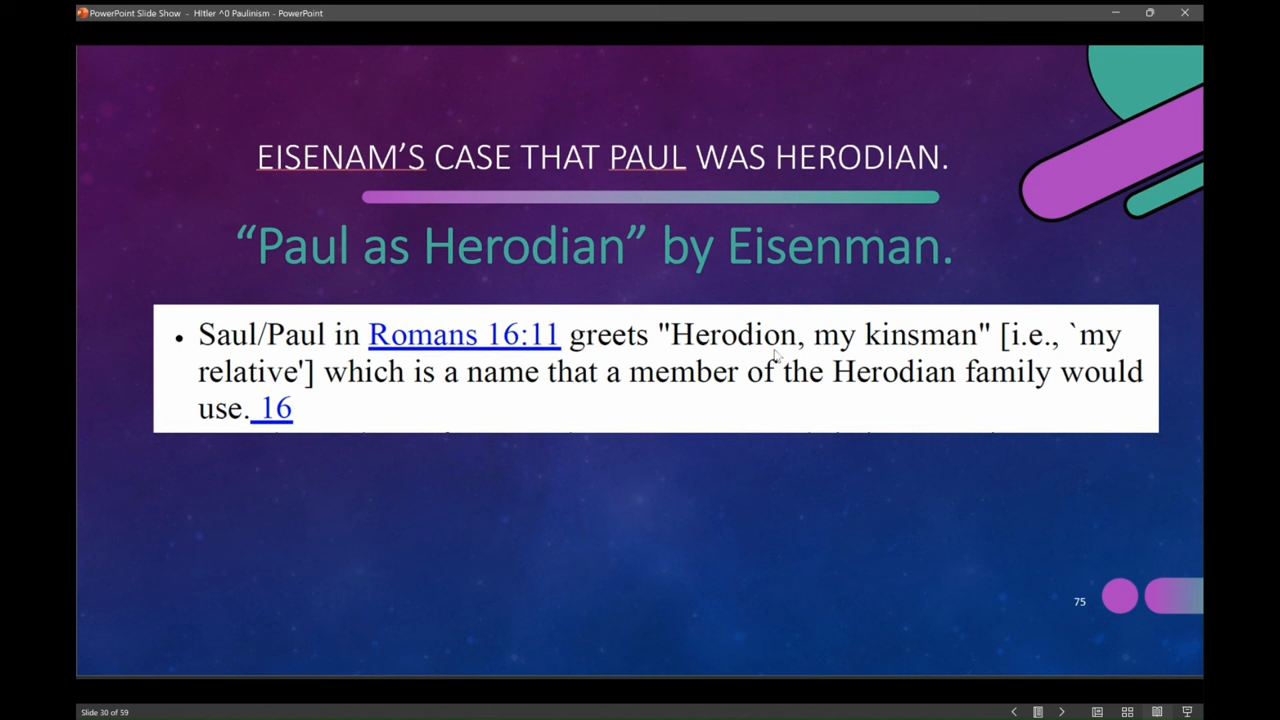 PowerPoint Slide Show - HItler ^0 Paulinism - PowerPoint
EISENAM’S CASE THAT PAUL WAS HERODIAN.
“Paul as Herodian” by Eisenman.
• Saul/Paul in Romans 16:11 greets "Herodion, my kinsman" [i.e., `my
relative'] which is a name that a member of the Herodian family would
use. 16
75
Slide 30 of 59